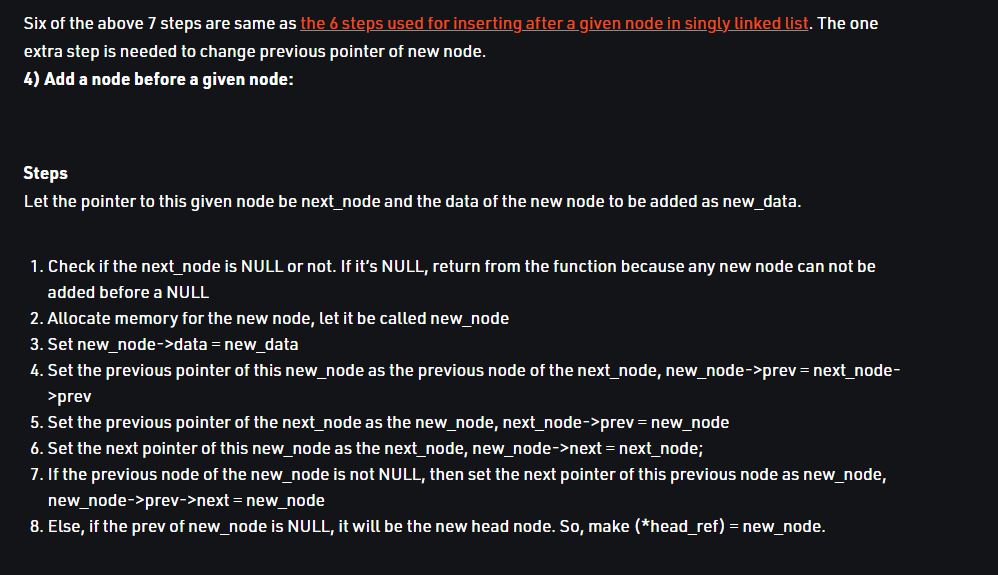 Six of the above 7 steps are same as the 6 steps used for inserting after a given node in singly linked list. The one
extra step is needed to change previous pointer of new node.
4) Add a node before a given node:
Steps
Let the pointer to this given node be next_node and the data of the new node to be added as new_data.
1. Check if the next_node is NULL or not. If it’s NULL, return from the function because any new node can not be
added before a NULL
2. Allocate memory for the new node, let it be called new_node
3. Set new_node->data = new_data
4. Set the previous pointer of this new_node as the previous node of the next_node, new_node->prev = next_node-
>prev
5. Set the previous pointer of the next_node as the new_node, next_node->prev = new_node
6. Set the next pointer of this new_node as the next_node, new_node->next = next_node;
7. If the previous node of the new_node is not NULL, then set the next pointer of this previous node as new_node,
new_node->prev->next = new_node
8. Else, if the prev of new_node is NULL, it will be the new head node. So, make (*head_ref) = new_node.